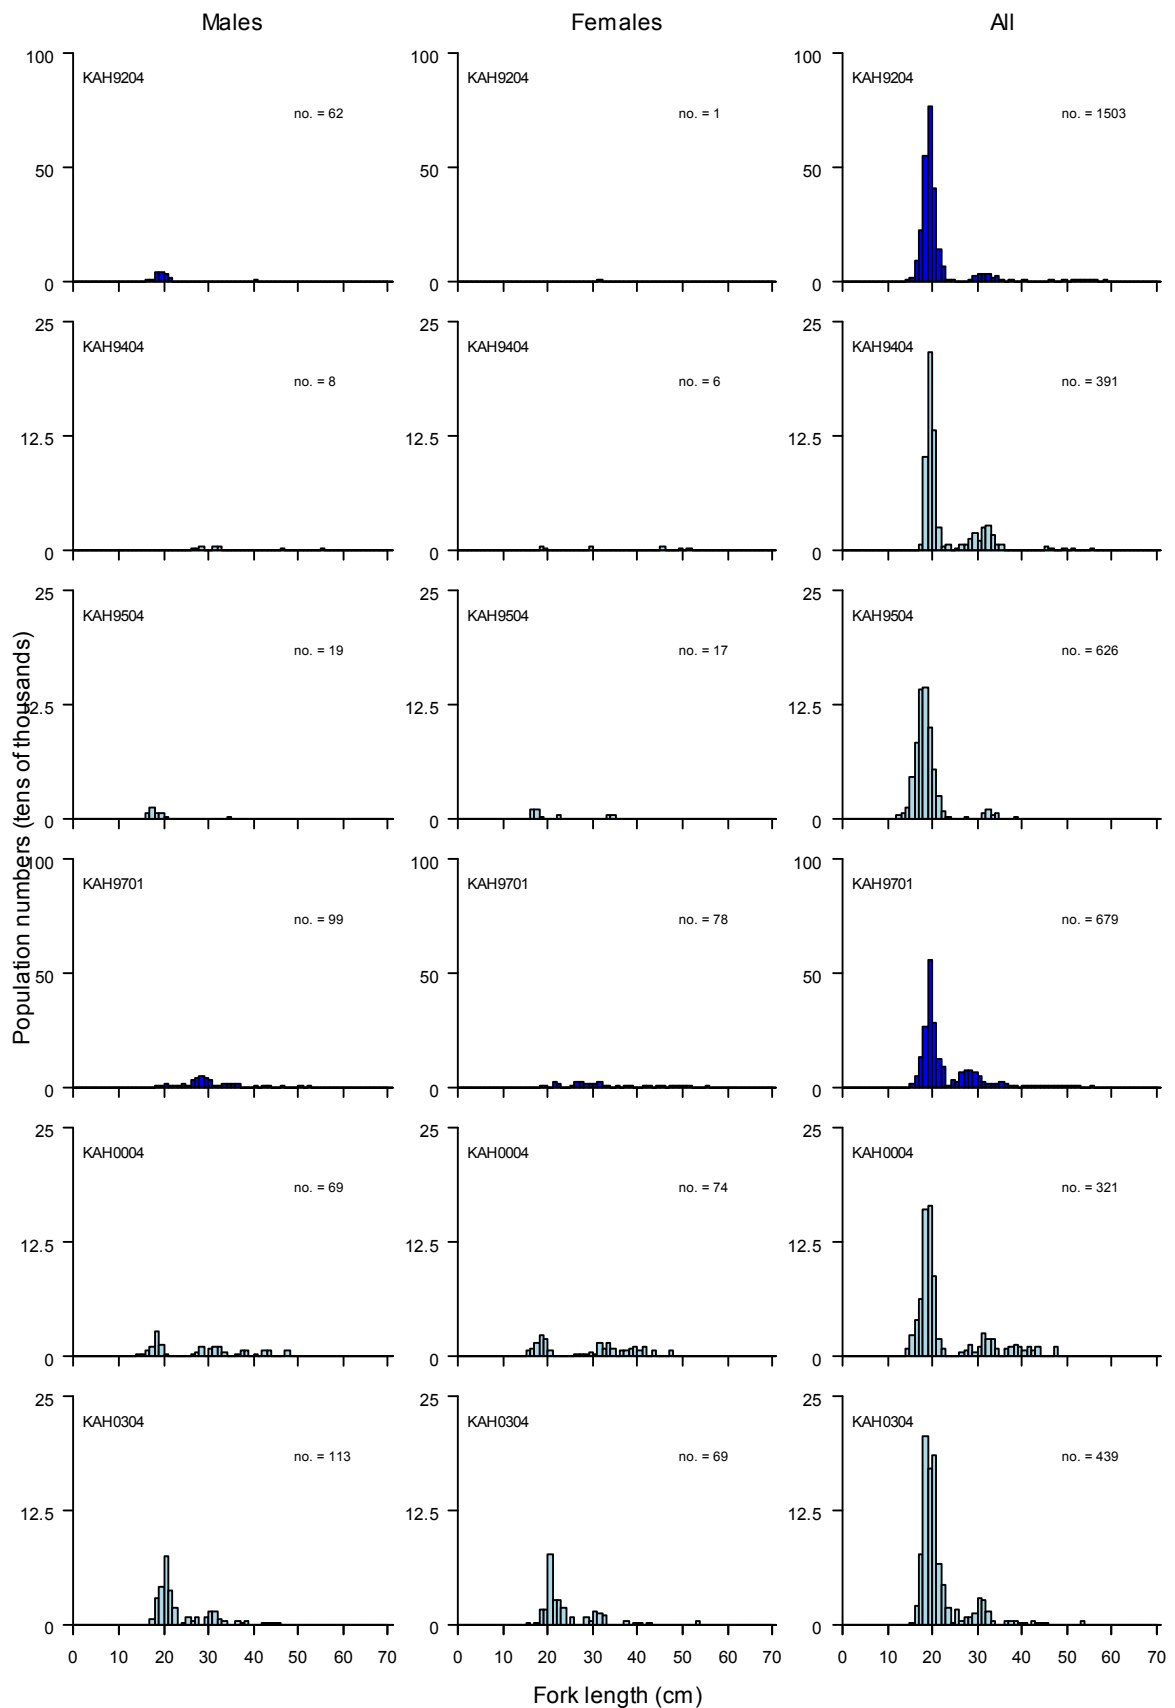 Males Females All
100 100 100
KAH9204 KAH9204 KAH9204
no. = 62 no. = 1 no. = 1503
50 50 50
0 0 0
25 25 25
KAH9404 KAH9404 KAH9404
no. = 8 no. = 6 no. = 391
12.5 12.5 12.5
0 0 0
25 25 25
KAH9504 KAH9504 KAH9504
no. = 19 no. = 17 no. = 626
12.5 12.5 12.5
0 0 0
Population numbers (tens of thousands)
100 100 100
KAH9701 KAH9701 KAH9701
no. = 99 no. = 78 no. = 679
50 50 50
0 0 0
25 25 25
KAH0004 KAH0004 KAH0004
no. = 69 no. = 74 no. = 321
12.5 12.5 12.5
0 0 0
25 25 25
KAH0304 KAH0304 KAH0304
no. = 113 no. = 69 no. = 439
12.5 12.5 12.5
0 0 0
0 10 20 30 40 50 60 70 0 10 20 30 40 50 60 70 0 10 20 30 40 50 60 70
Fork length (cm)